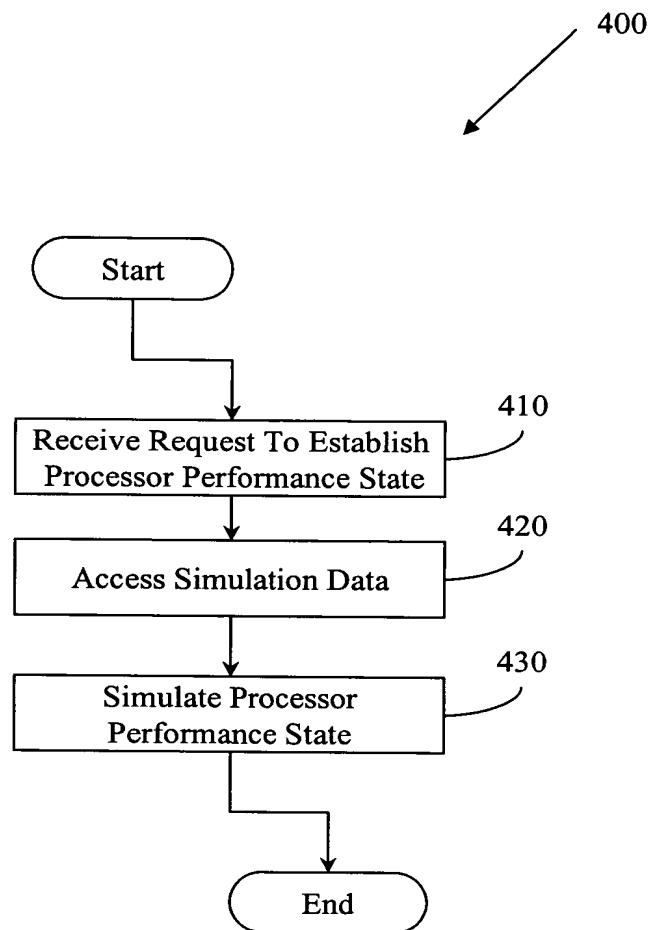 400
Start
410
Receive Request To Establish
Processor Performance State
420
Access Simulation Data
430
Simulate Processor
Performance State
End